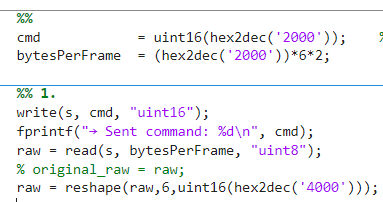 %%
cmd            = uint16(hex2dec('2000'));    %
bytesPerFrame  = (hex2dec('2000'))*6*2;
%% 1.
write(s, cmd, "uint16");
fprintf("→ Sent command: %d\n", cmd);
raw = read(s, bytesPerFrame, "uint8");
% original_raw = raw;
raw = reshape(raw,6,uint16(hex2dec('4000')));